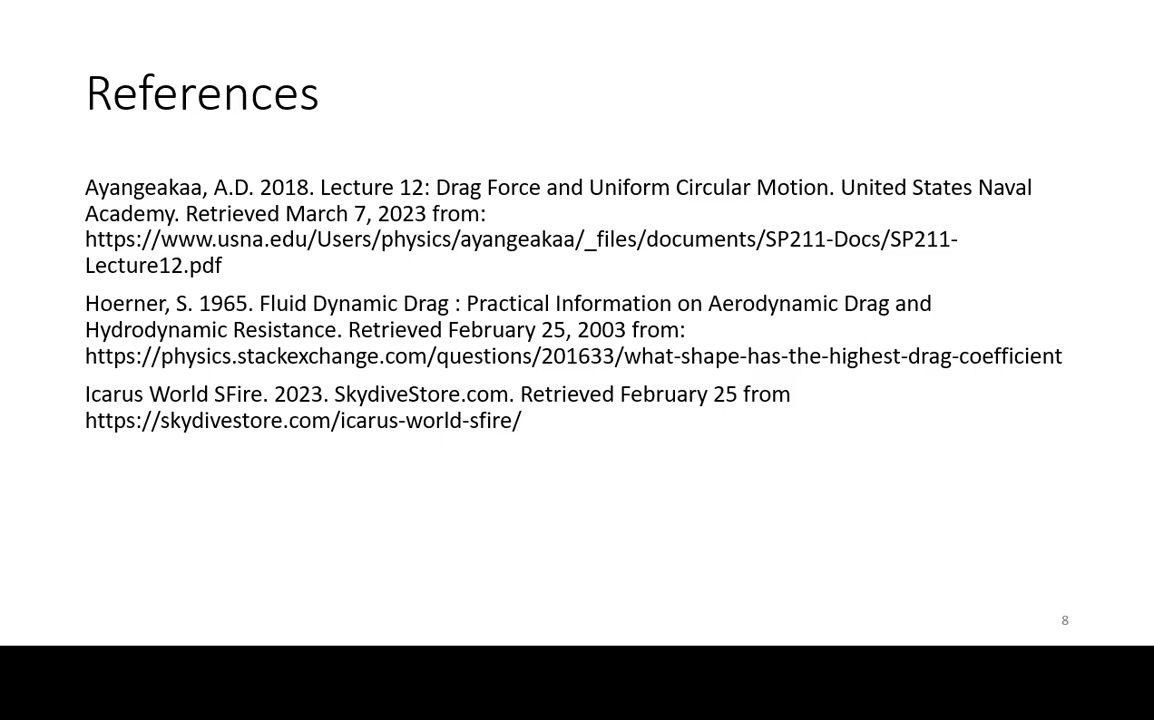 References
Ayangeakaa, A.D. 2018. Lecture 12: Drag Force and Uniform Circular Motion. United States Naval
Academy. Retrieved March 7, 2023 from:
https://www.usna.edu/Users/physics/ayangeakaa/_files/documents/SP211-Docs/SP211-
Lecture12.pdf
Hoerner, S. 1965. Fluid Dynamic Drag : Practical Information on Aerodynamic Drag and
Hydrodynamic Resistance. Retrieved February 25, 2003 from:
https://physics.stackexchange.com/questions/201633/what-shape-has-the-highest-drag-coefficient
Icarus World SFire. 2023. SkydiveStore.com. Retrieved February 25 from
https://skydivestore.com/icarus-world-sfire/
8